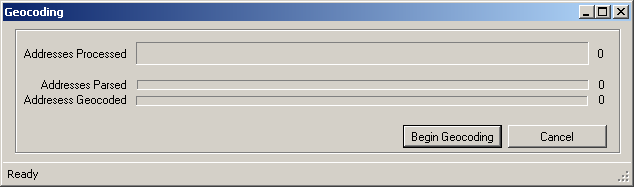 Geocoding
Addresses Processed 0
Addresses Parsed 0
Addresess Geocoded 0
Begin Geocoding Cancel
Ready